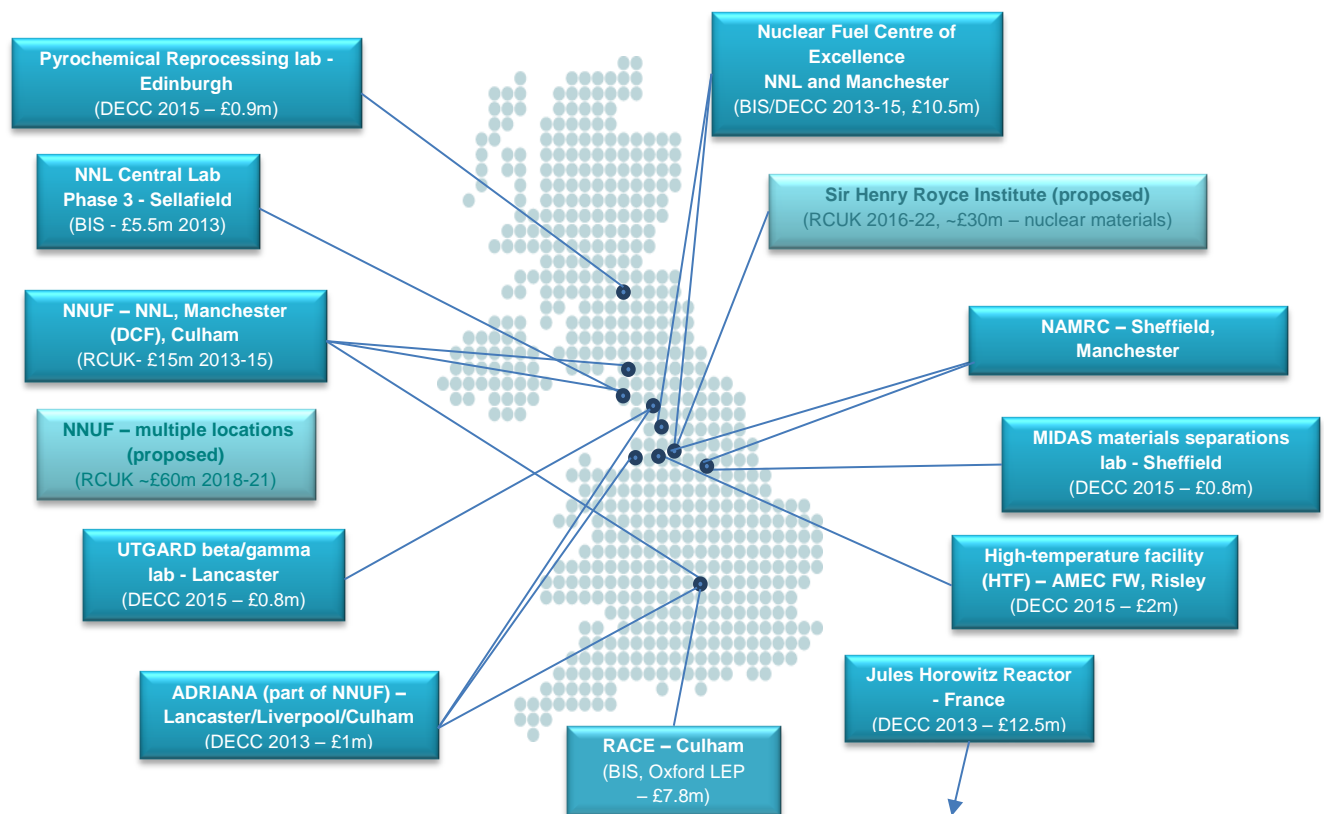 Pyrochemical Reprocessing lab -
Edinburgh
(DECC 2015 – £0.9m)
Nuclear Fuel Centre of
Excellence
NNL and Manchester
(BIS/DECC 2013-15, £10.5m)
NNL Central Lab
Phase 3 - Sellafield
(BIS - £5.5m 2013)
Sir Henry Royce Institute (proposed)
(RCUK 2016-22, ~£30m – nuclear materials)
NNUF – NNL, Manchester
(DCF), Culham
(RCUK- £15m 2013-15)
NAMRC – Sheffield,
Manchester
NNUF – multiple locations
(proposed)
(RCUK ~£60m 2018-21)
MIDAS materials separations
lab - Sheffield
(DECC 2015 – £0.8m)
UTGARD beta/gamma
lab - Lancaster
(DECC 2015 – £0.8m)
High-temperature facility
(HTF) – AMEC FW, Risley
(DECC 2015 – £2m)
ADRIANA (part of NNUF) –
Lancaster/Liverpool/Culham
(DECC 2013 – £1m)
Jules Horowitz Reactor
- France
(DECC 2013 – £12.5m)
RACE – Culham
(BIS, Oxford LEP
– £7.8m)